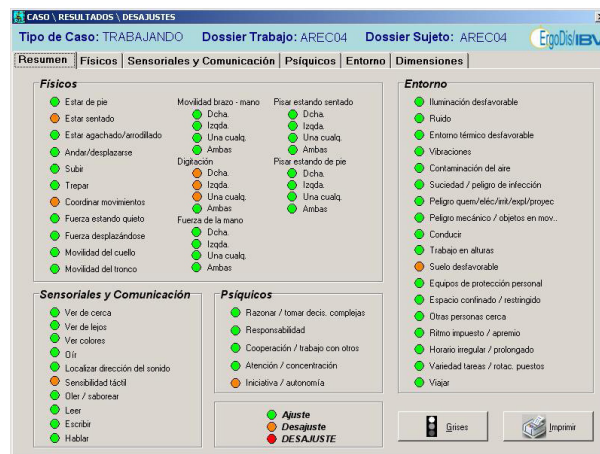 CASO \ RESULTADOS \ DESAJUSTES
Tipo de Caso: TRABAJANDO Dossier Trabajo: AREC04 Dossier Sujeto: AREC04 ErgoDis/IBV
Resumen Físicos Sensoriales y Comunicación Psíquicos Entorno Dimensiones
Físicos
Estar de pie
Estar sentado
Estar agachado/arrodillado
Andar/desplazarse
Subir
Trepar
Coordinar movimientos
Fuerza estando quieto
Fuerza desplazándose
Movilidad del cuello
Movilidad del tronco
Movilidad brazo - mano
Dcha.
Izqda.
Una cualq.
Ambas
Digitación
Dcha.
Izqda.
Una cualq.
Ambas
Fuerza de la mano
Dcha.
Izqda.
Una cualq.
Ambas
Pisar estando sentado
Dcha.
Izqda.
Una cualq.
Ambas
Pisar estando de pie
Dcha.
Izqda.
Una cualq.
Ambas
Entorno
Iluminación desfavorable
Ruido
Entorno térmico desfavorable
Vibraciones
Contaminación del aire
Suciedad / peligro de infección
Peligro quem/eléc/irit/expl/proyec
Peligro mecánico / objetos en mov..
Conducir
Trabajo en alturas
Suelo desfavorable
Equipos de protección personal
Espacio confinado / restringido
Otras personas cerca
Ritmo impuesto / apremio
Horario irregular / prolongado
Variedad tareas / rotac. puestos
Viajar
Sensoriales y Comunicación
Ver de cerca
Ver de lejos
Ver colores
Oír
Localizar dirección del sonido
Sensibilidad táctil
Oler / saborear
Leer
Escribir
Hablar
Psíquicos
Razonar / tomar decis. complejas
Responsabilidad
Cooperación / trabajo con otros
Atención / concentración
Iniciativa / autonomía
Ajuste
Desajuste
DESAJUSTE
Grises
Imprimir